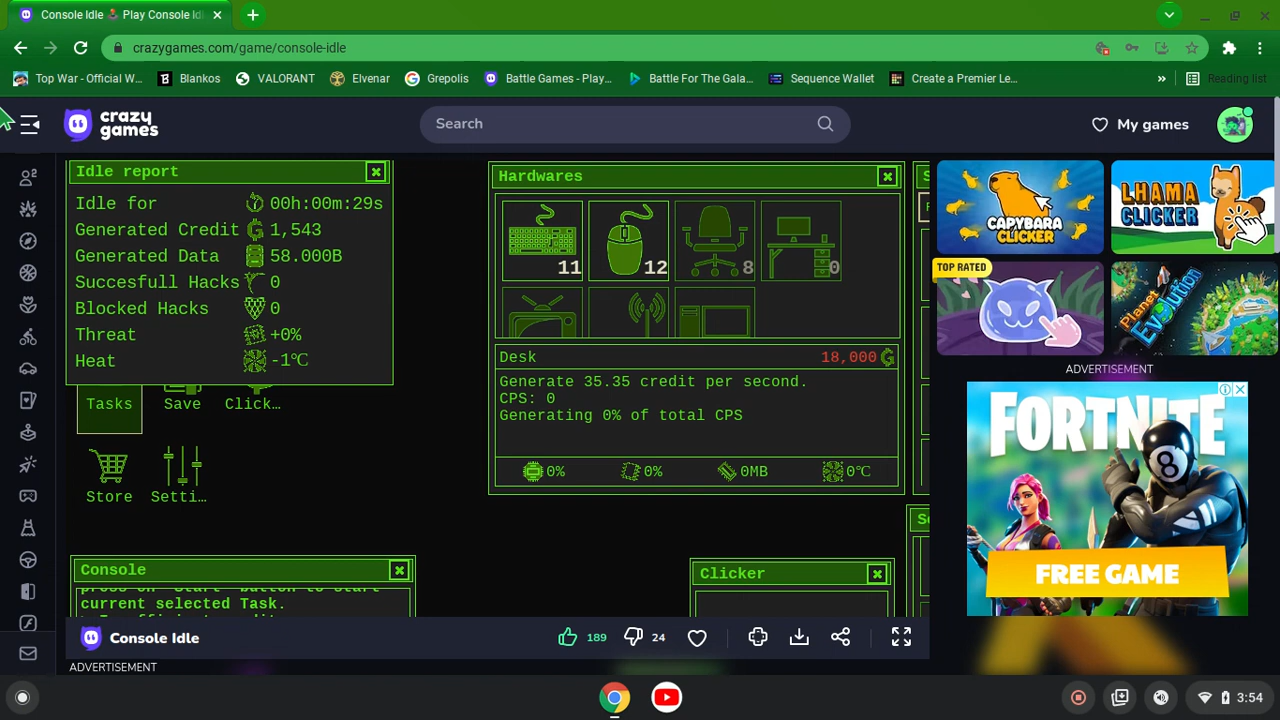 Console Idle 🕹️ Play Console Idl
crazygames.com/game/console-idle
Top War - Official W...
Blankos
VALORANT
Elvenar
Grepolis
Battle Games - Play...
Battle For The Gala...
Sequence Wallet
Create a Premier Le...
»
Reading list
crazy
games
Search
My games
Idle report
Idle for 00h:00m:29s
Generated Credit 1,543
Generated Data 58.000B
Succesfull Hacks 0
Blocked Hacks 0
Threat +0%
Heat -1°C
Tasks
Save
Click...
Store
Setti...
Hardwares
11
12
8
0
Desk 18,000
Generate 35.35 credit per second.
CPS: 0
Generating 0% of total CPS
0%
0%
0MB
0°C
Console
current selected Task.
Clicker
CAPYBARA
CLICKER
LHAMA
CLICKER
TOP RATED
Planet
Evolution
ADVERTISEMENT
FORTNITE
8
FREE GAME
Console Idle
189
24
ADVERTISEMENT
3:54